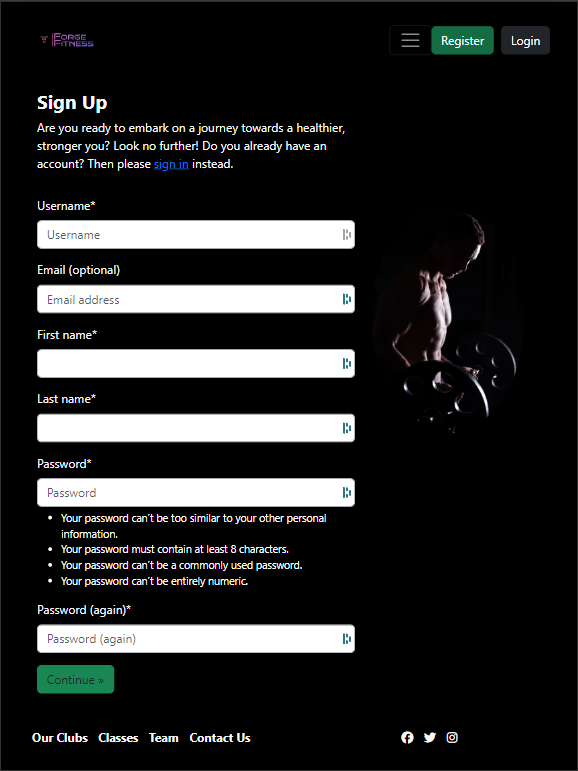 FORGE
FITNESS
Register
Login
Sign Up
Are you ready to embark on a journey towards a healthier,
stronger you? Look no further! Do you already have an
account? Then please sign in instead.
Username*
Username
Email (optional)
Email address
First name*
Last name*
Password*
Password
• Your password can't be too similar to your other personal
information.
• Your password must contain at least 8 characters.
• Your password can't be a commonly used password.
• Your password can't be entirely numeric.
Password (again)*
Password (again)
Continue »
Our Clubs Classes Team Contact Us